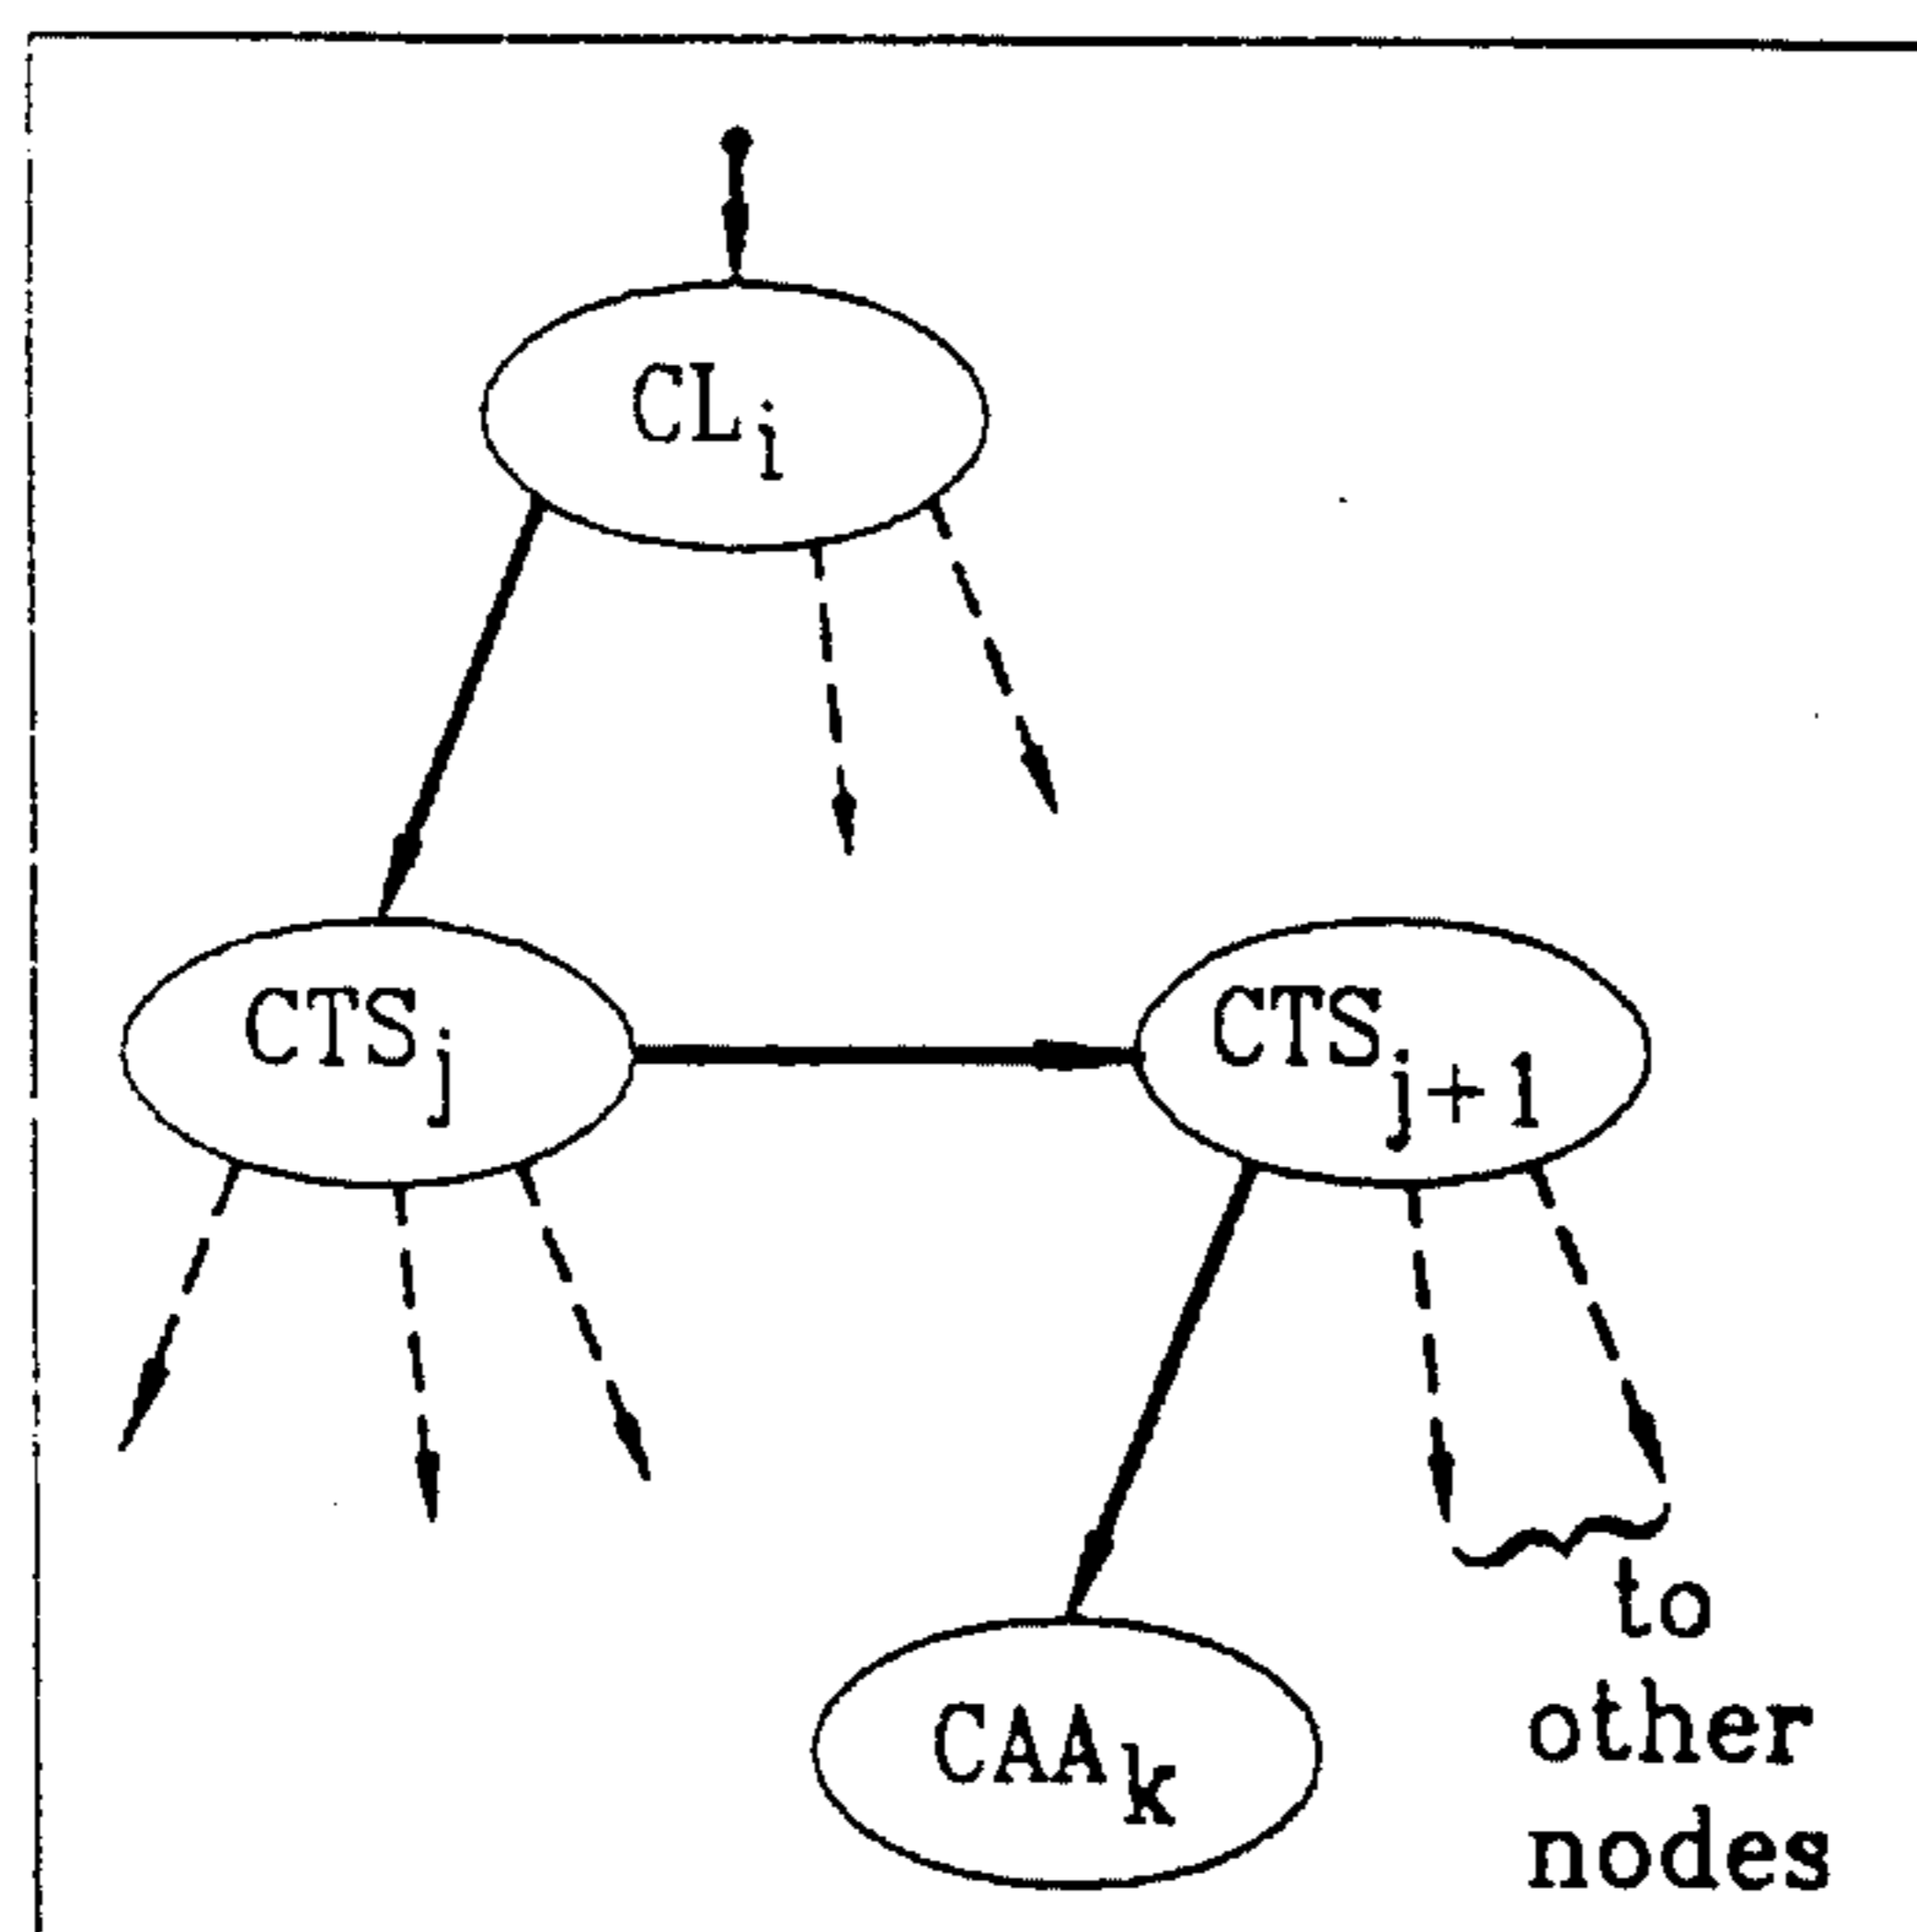 CL_i
CTS_j
CTS_j+1
CAA_k
to
other
nodes